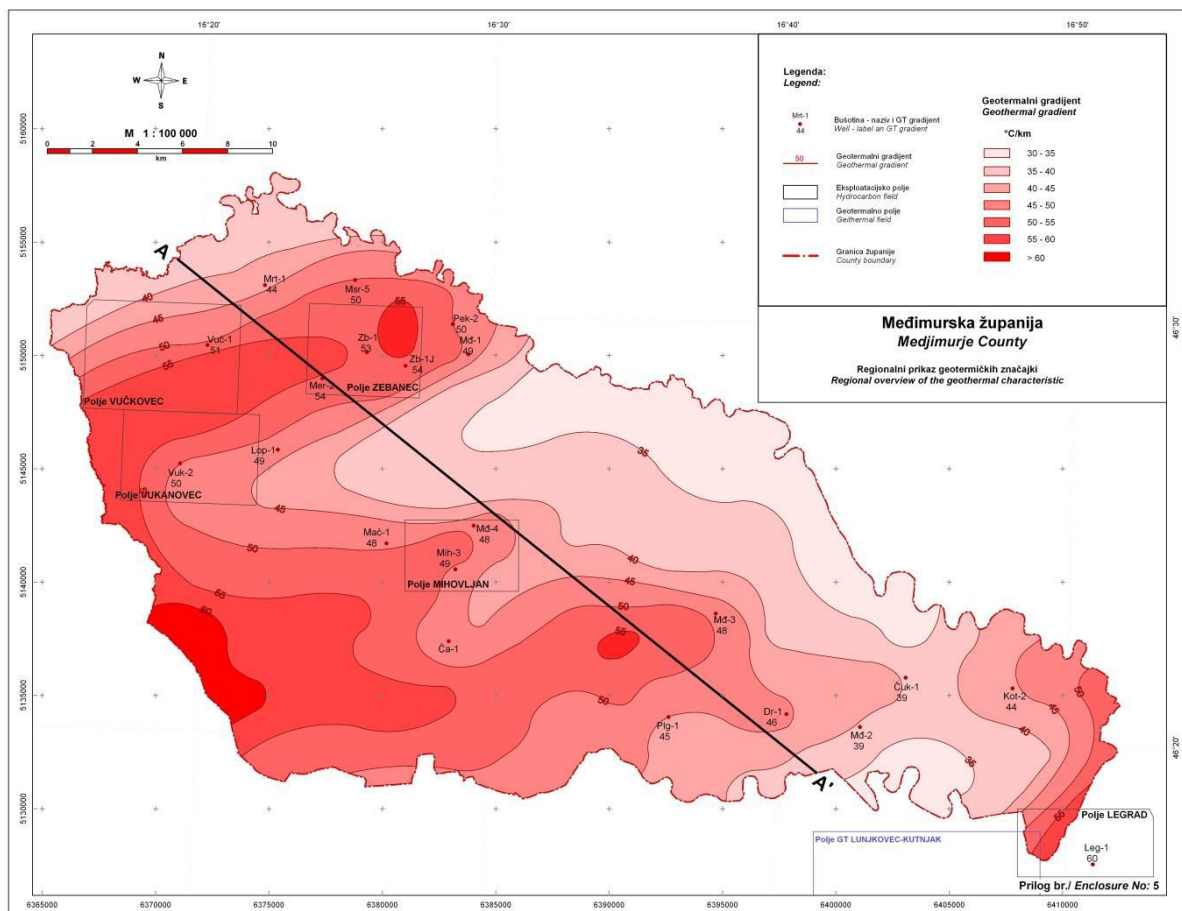 16°20'
16°30'
16°40'
16°50'
N
W
E
S
M 1 : 100 000
0 2 4 6 8 10
km
Legenda:
Legend:
Mrt-1
44
Bušotina - naziv i GT gradijent
Well - label an GT gradient
50
Geotermalni gradijent
Geothermal gradient
Eksploatacijsko polje
Hydrocarbon field
Geotermalno polje
Geithermal field
Granica županije
County boundary
Geotermalni gradijent
Geothermal gradient
°C/km
30 - 35
35 - 40
40 - 45
45 - 50
50 - 55
55 - 60
> 60
Međimurska županija
Medjimurje County
Regionalni prikaz geotermičkih značajki
Regional overview of the geothermal characteristic
5160000
5155000
5150000
5145000
5140000
5135000
5130000
16°30'
46°30'
46°20'
A
Mrt-1
44
Msr-5
50
40
45
50
55
Vuč-1
51
55
Pek-2
50
Zb-1
53
Mđ-1
49
Zb-1J
54
Mer-2
54
Polje ZEBANEC
Polje VUČKOVEC
Lop-1
49
35
Vuk-2
50
50
Polje VUKANOVEC
45
Mač-1
48
Mđ-4
48
50
Mih-3
49
40
Polje MIHOVLJAN
45
55
60
50
55
Mđ-3
48
Ča-1
50
Čuk-1
39
Kot-2
44
50
45
Plg-1
45
Dr-1
46
Mđ-2
39
40
35
A'
55
Polje LEGRAD
Polje GT LUNJKOVEC-KUTNJAK
Leg-1
60
Prilog br./ Enclosure No: 5
6365000
6370000
6375000
6380000
6385000
6390000
6395000
6400000
6405000
6410000